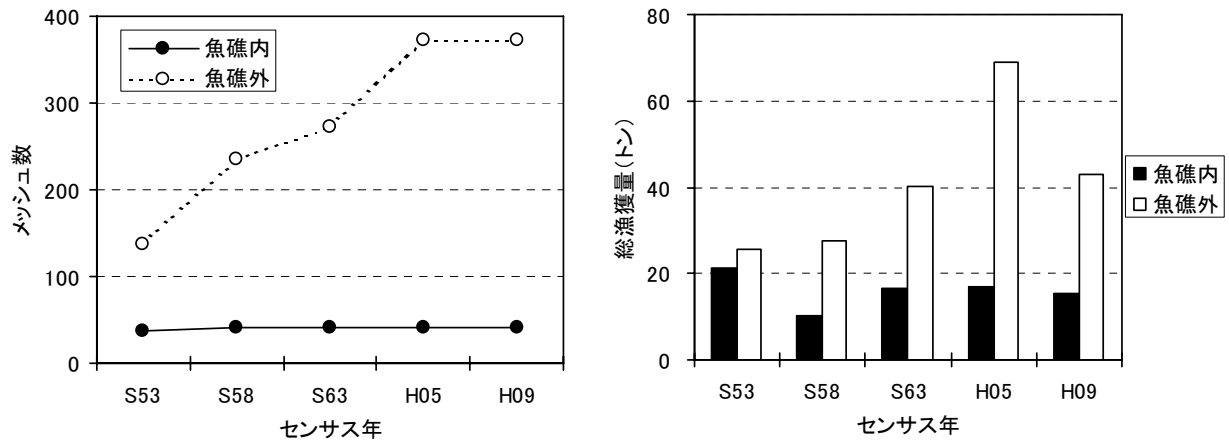 400
300
200
100
0
メッシュ数
魚礁内
魚礁外
S53 S58 S63 H05 H09
センサス年
80
60
40
20
0
総漁獲量(トン)
S53 S58 S63 H05 H09
センサス年
魚礁内
魚礁外